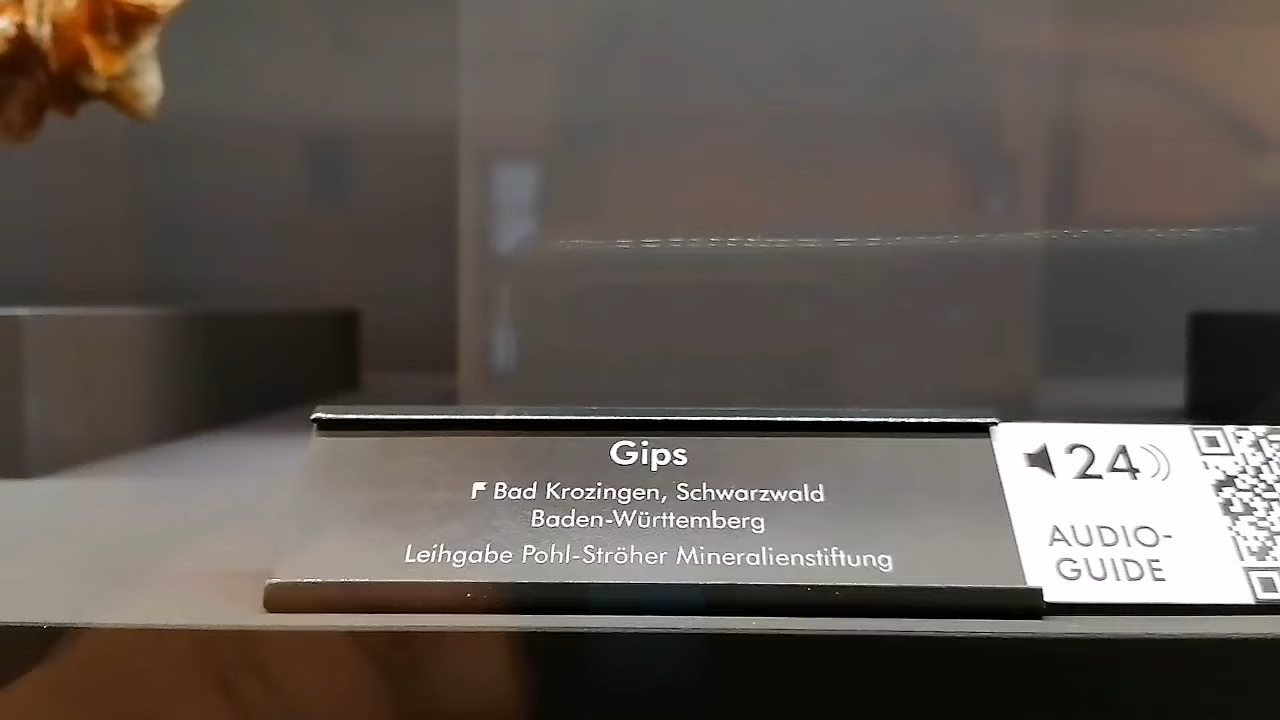 Gips
Bad Krozingen, Schwarzwald
Baden-Württemberg
Leihgabe Pohl-Ströher Mineralienstiftung
24
AUDIO-
GUIDE